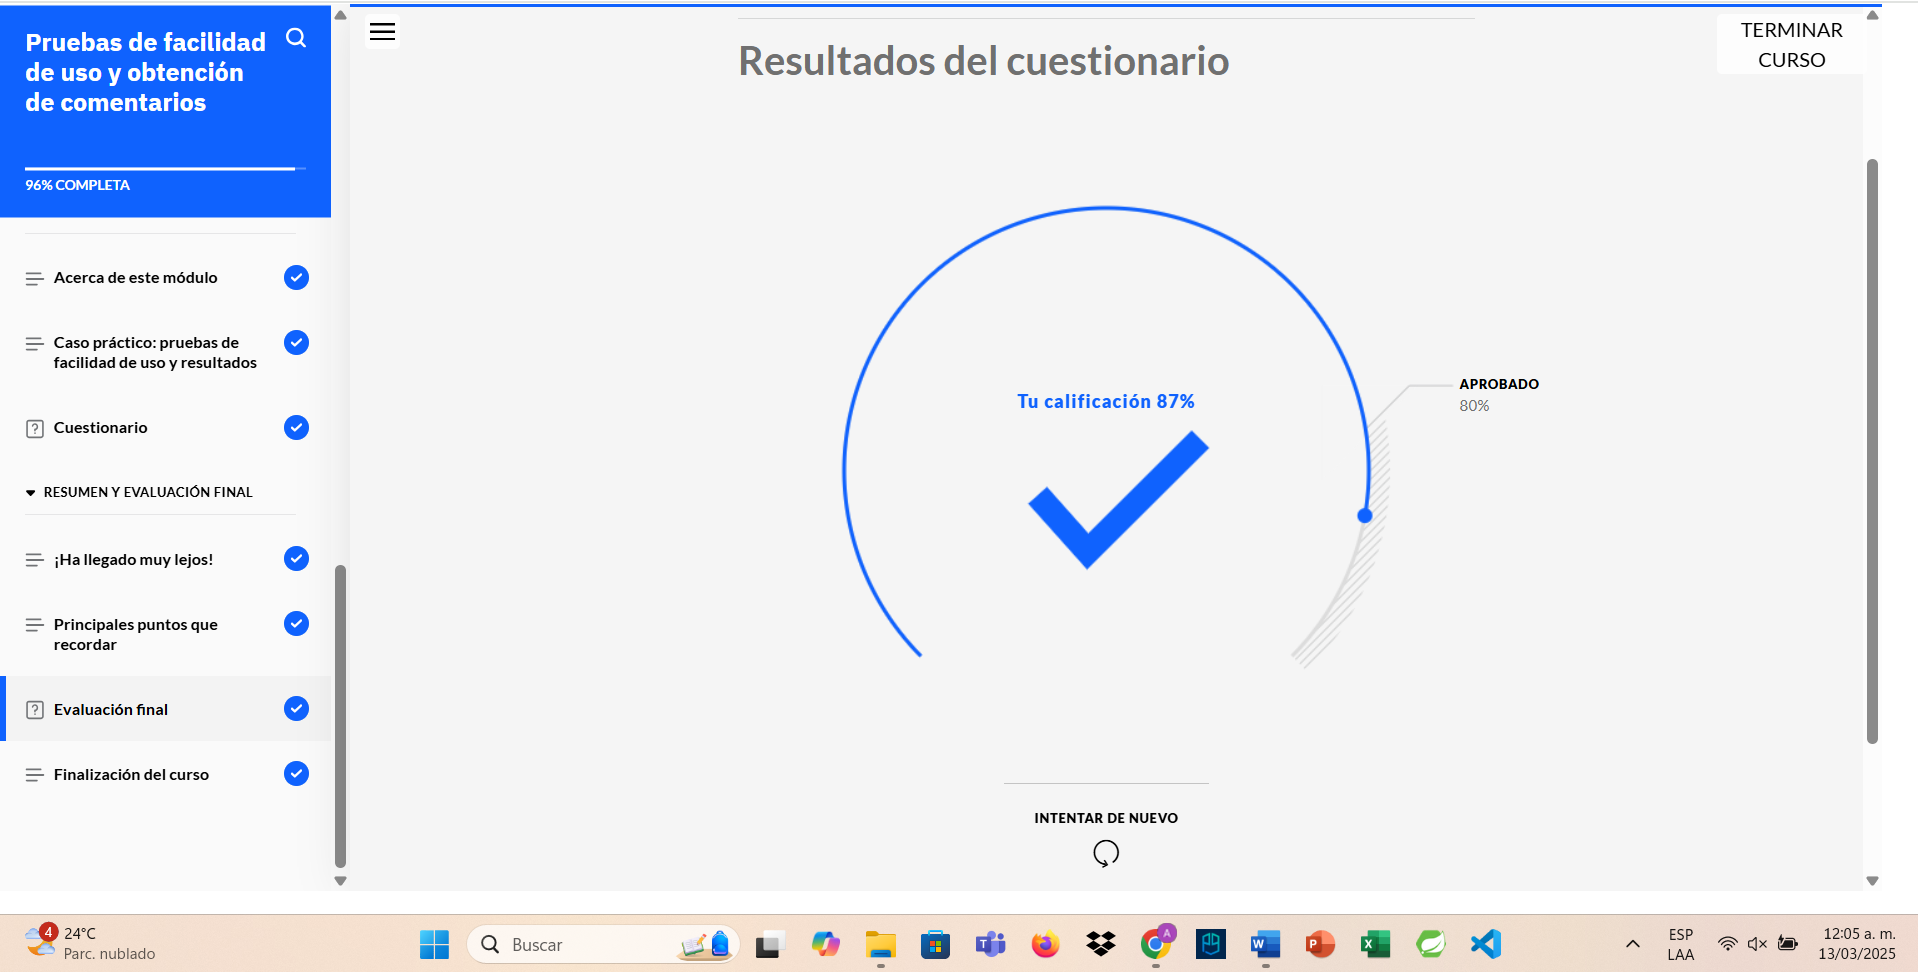 Pruebas de facilidad
de uso y obtención
de comentarios
96% COMPLETA
Acerca de este módulo
Caso práctico: pruebas de
facilidad de uso y resultados
Cuestionario
RESUMEN Y EVALUACIÓN FINAL
¡Ha llegado muy lejos!
Principales puntos que
recordar
Evaluación final
Finalización del curso
TERMINAR
CURSO
Resultados del cuestionario
Tu calificación 87%
APROBADO
80%
INTENTAR DE NUEVO
4
24°C
Parc. nublado
Buscar
A
ESP
LAA
12:05 a. m.
13/03/2025